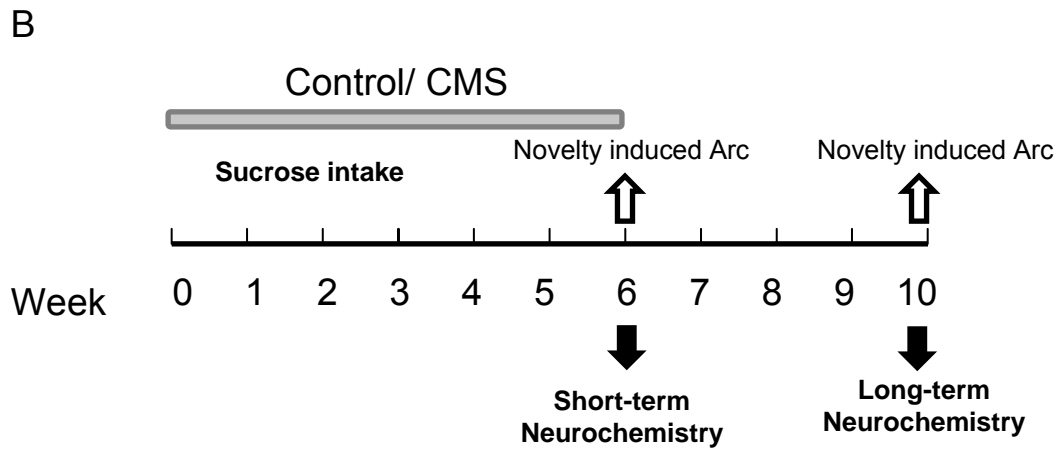 B
Control/ CMS
Novelty induced Arc
Novelty induced Arc
Sucrose intake
Week 0 1 2 3 4 5 6 7 8 9 10
Short-term
Neurochemistry
Long-term
Neurochemistry